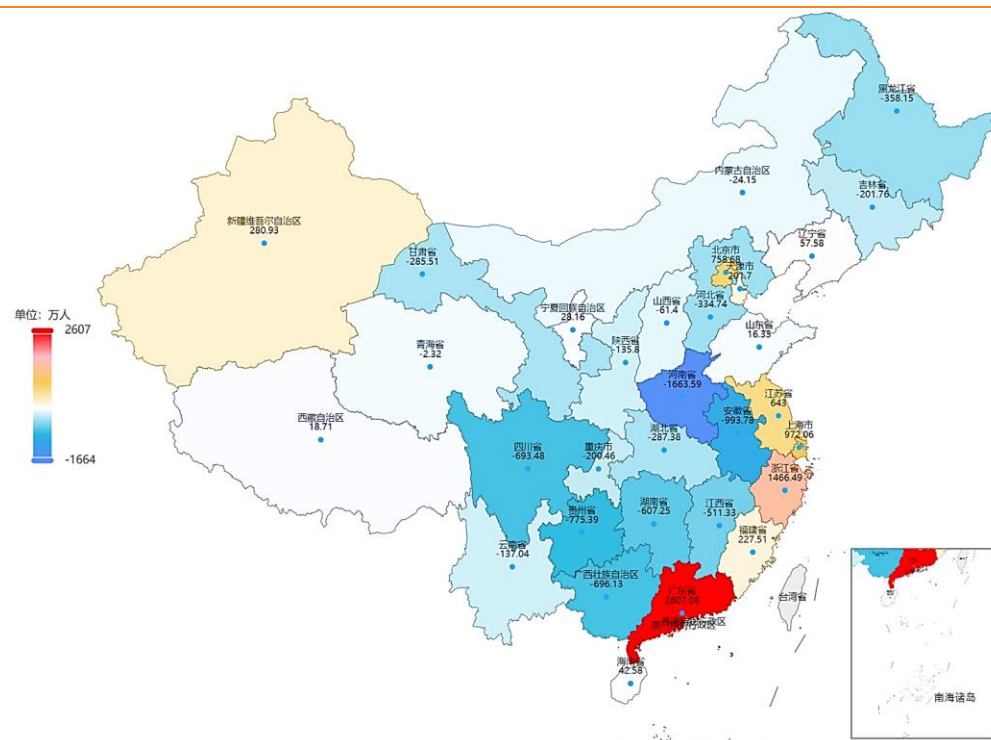 黑龙江省
-358.15
内蒙古自治区
-24.15
吉林省
-201.76
新疆维吾尔自治区
280.93
辽宁省
57.58
北京市
758.68
甘肃省
-285.51
天津市
201.7
河北省
-334.74
宁夏回族自治区
28.16
山西省
-61.4
单位：万人
2607
-1664
山东省
16.33
青海省
-2.32
陕西省
-135.8
河南省
-1663.59
江苏省
643
西藏自治区
18.71
安徽省
-993.78
上海市
972.06
湖北省
-287.38
四川省
-693.48
重庆市
-200.46
浙江省
1466.49
湖南省
-607.25
江西省
-511.33
贵州省
-775.39
福建省
227.51
云南省
-137.04
广西壮族自治区
-696.13
广东省
2607.08
台湾省
海南省
42.58
南海诸岛